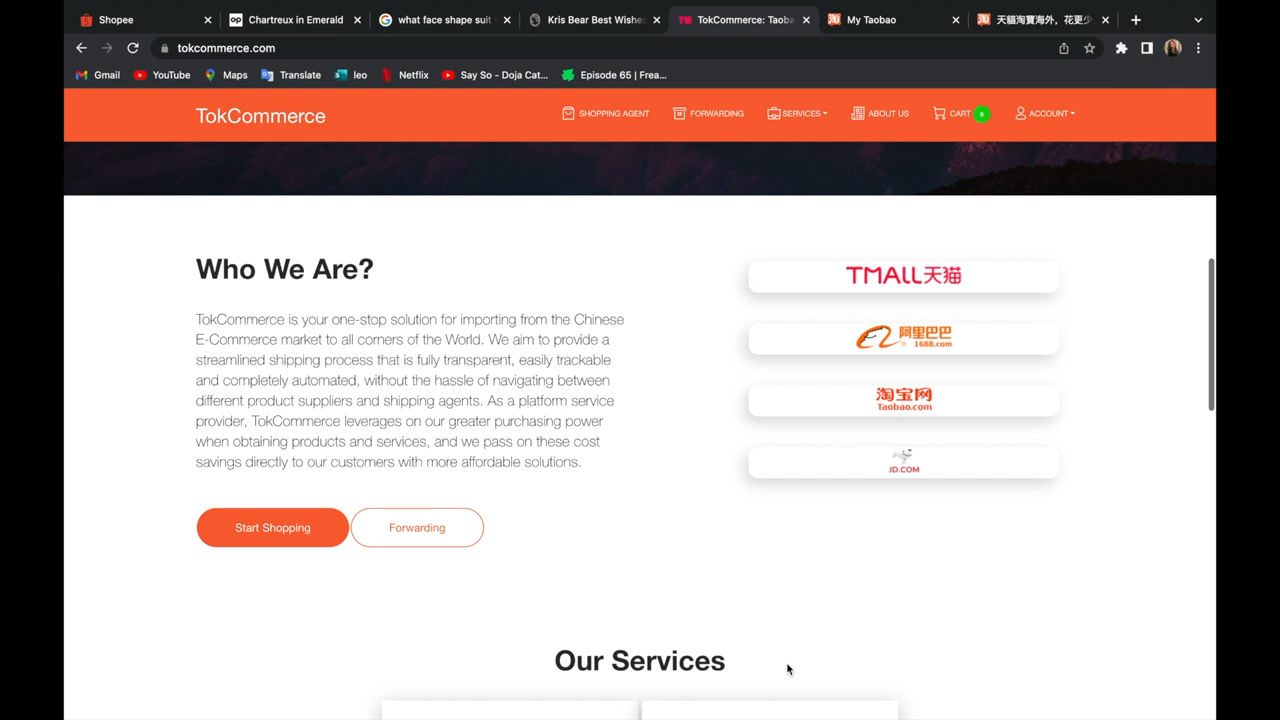 Shopee
Chartreux in Emerald
what face shape suit
Kris Bear Best Wishes
TokCommerce: Taoba
My Taobao
天貓淘寶海外，花更少
tokcommerce.com
Gmail
YouTube
Maps
Translate
leo
Netflix
Say So - Doja Cat...
Episode 65 | Frea...
TokCommerce
SHOPPING AGENT
FORWARDING
SERVICES
ABOUT US
CART 0
ACCOUNT
Who We Are?
TokCommerce is your one-stop solution for importing from the Chinese
E-Commerce market to all corners of the World. We aim to provide a
streamlined shipping process that is fully transparent, easily trackable
and completely automated, without the hassle of navigating between
different product suppliers and shipping agents. As a platform service
provider, TokCommerce leverages on our greater purchasing power
when obtaining products and services, and we pass on these cost
savings directly to our customers with more affordable solutions.
Start Shopping
Forwarding
TMALL天猫
阿里巴巴
1688.com
淘宝网
Taobao.com
JD.COM
Our Services